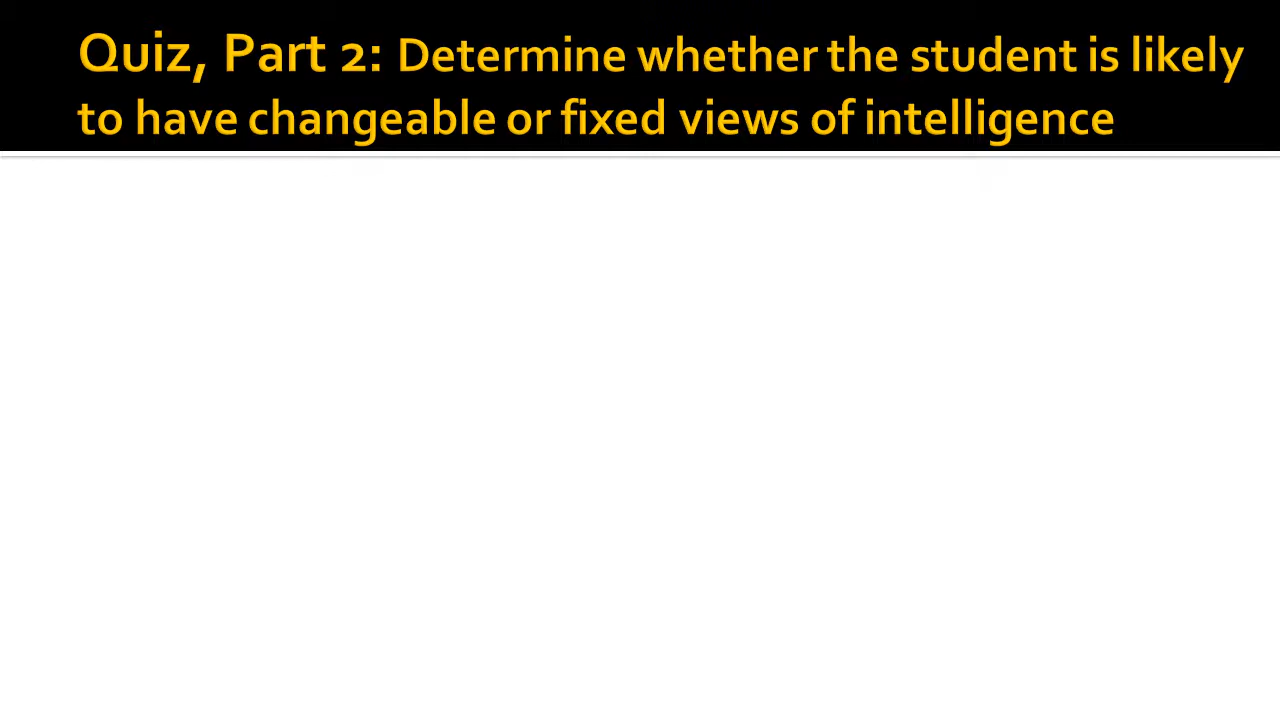 Quiz, Part 2: Determine whether the student is likely
to have changeable or fixed views of intelligence